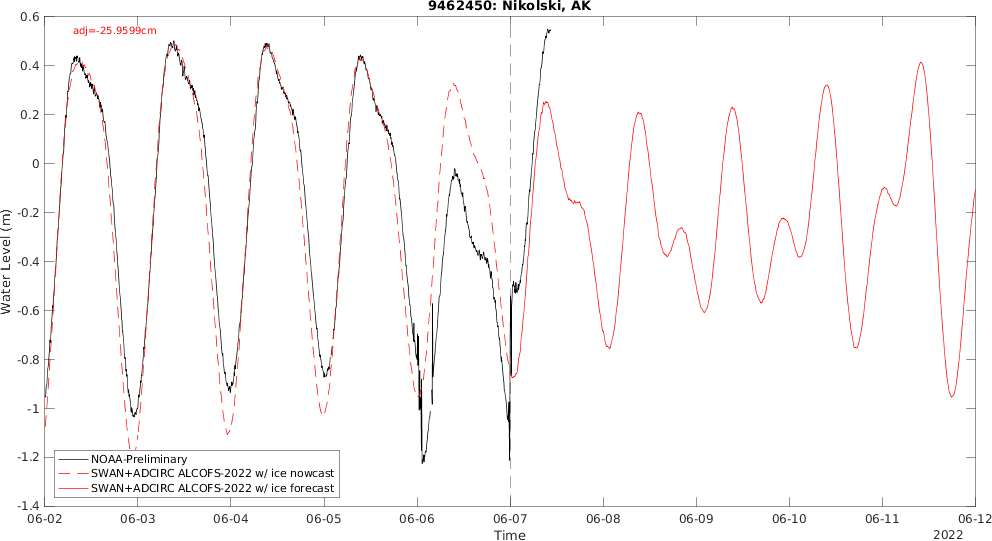 9462450: Nikolski, AK
adj=-25.9599cm
Water Level (m)
0.6
0.4
0.2
0
-0.2
-0.4
-0.6
-0.8
-1
-1.2
-1.4
NOAA-Preliminary
SWAN+ADCIRC ALCOFS-2022 w/ ice nowcast
SWAN+ADCIRC ALCOFS-2022 w/ ice forecast
06-02 06-03 06-04 06-05 06-06 06-07 06-08 06-09 06-10 06-11 06-12
Time
2022